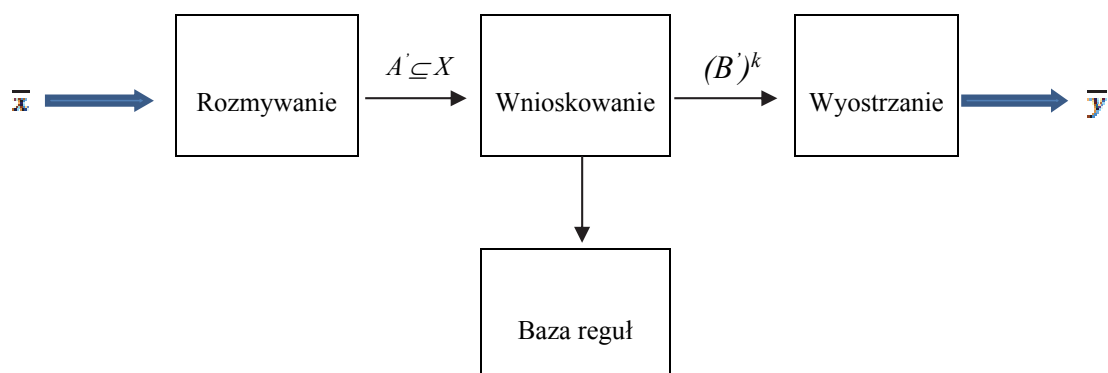 x̅
Rozmywanie
A’⊆X
Wnioskowanie
(B’)ᵏ
Wyostrzanie
y̅
Baza reguł